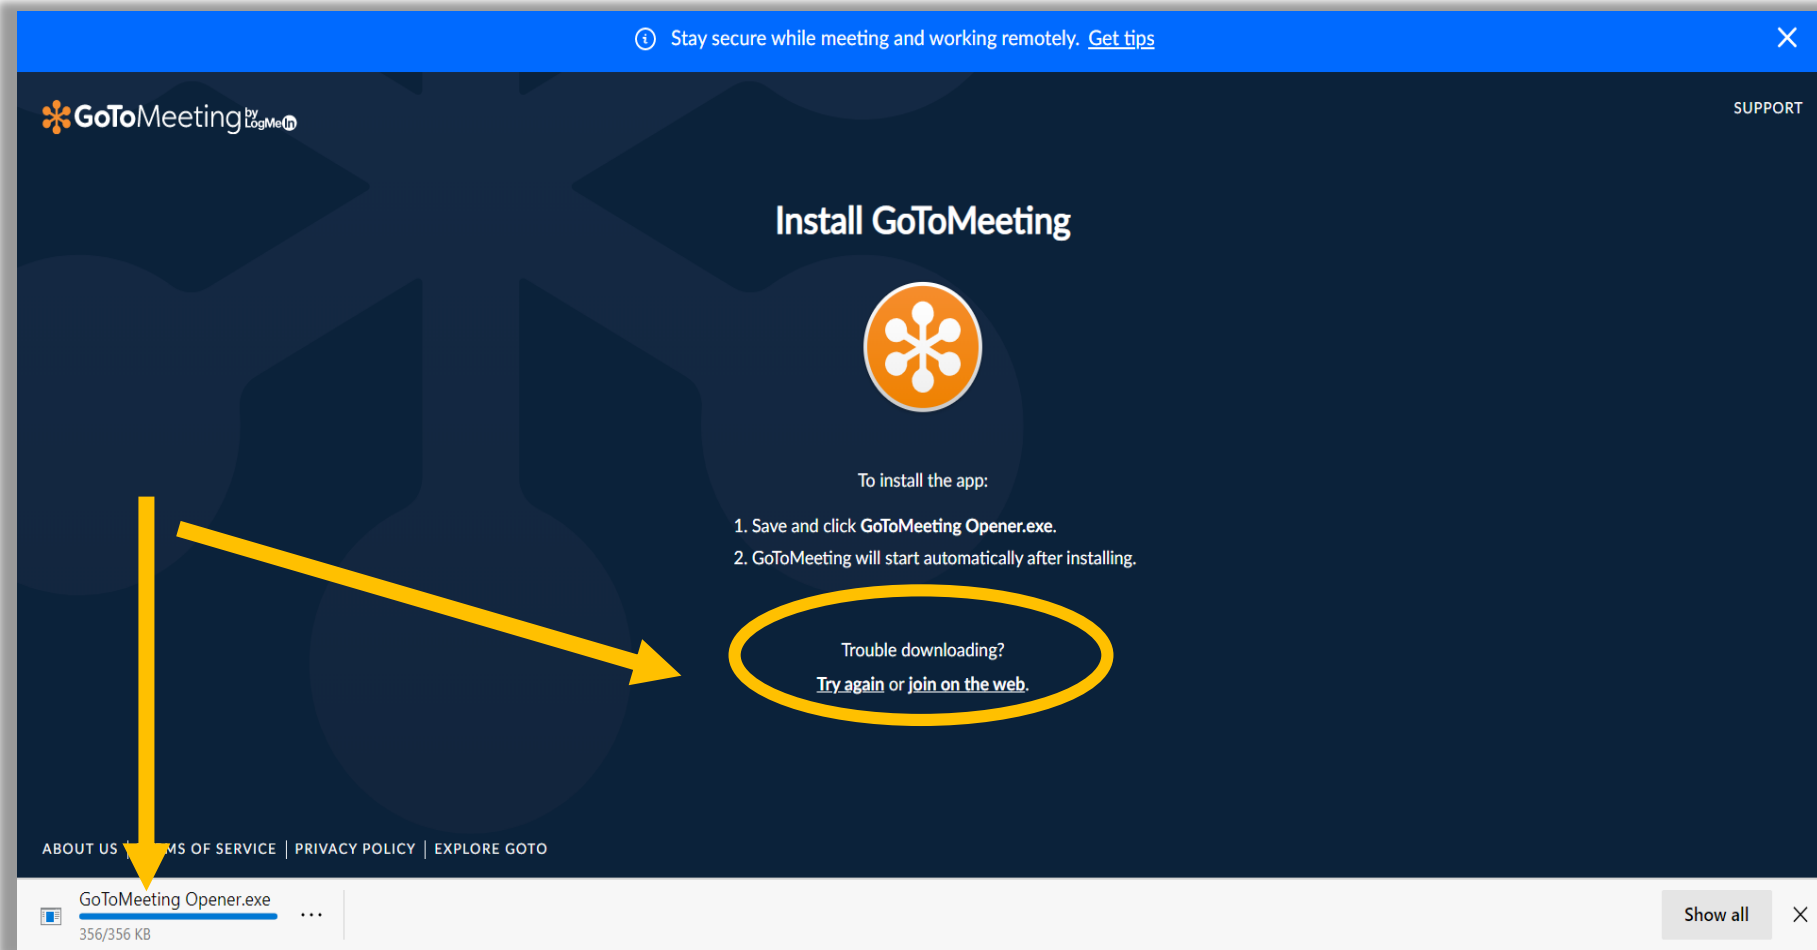 Stay secure while meeting and working remotely. Get tips
GoToMeeting by LogMeIn
SUPPORT
Install GoToMeeting
To install the app:
1. Save and click GoToMeeting Opener.exe.
2. GoToMeeting will start automatically after installing.
Trouble downloading?
Try again or join on the web.
ABOUT US | MS OF SERVICE | PRIVACY POLICY | EXPLORE GOTO
GoToMeeting Opener.exe
356/356 KB
Show all